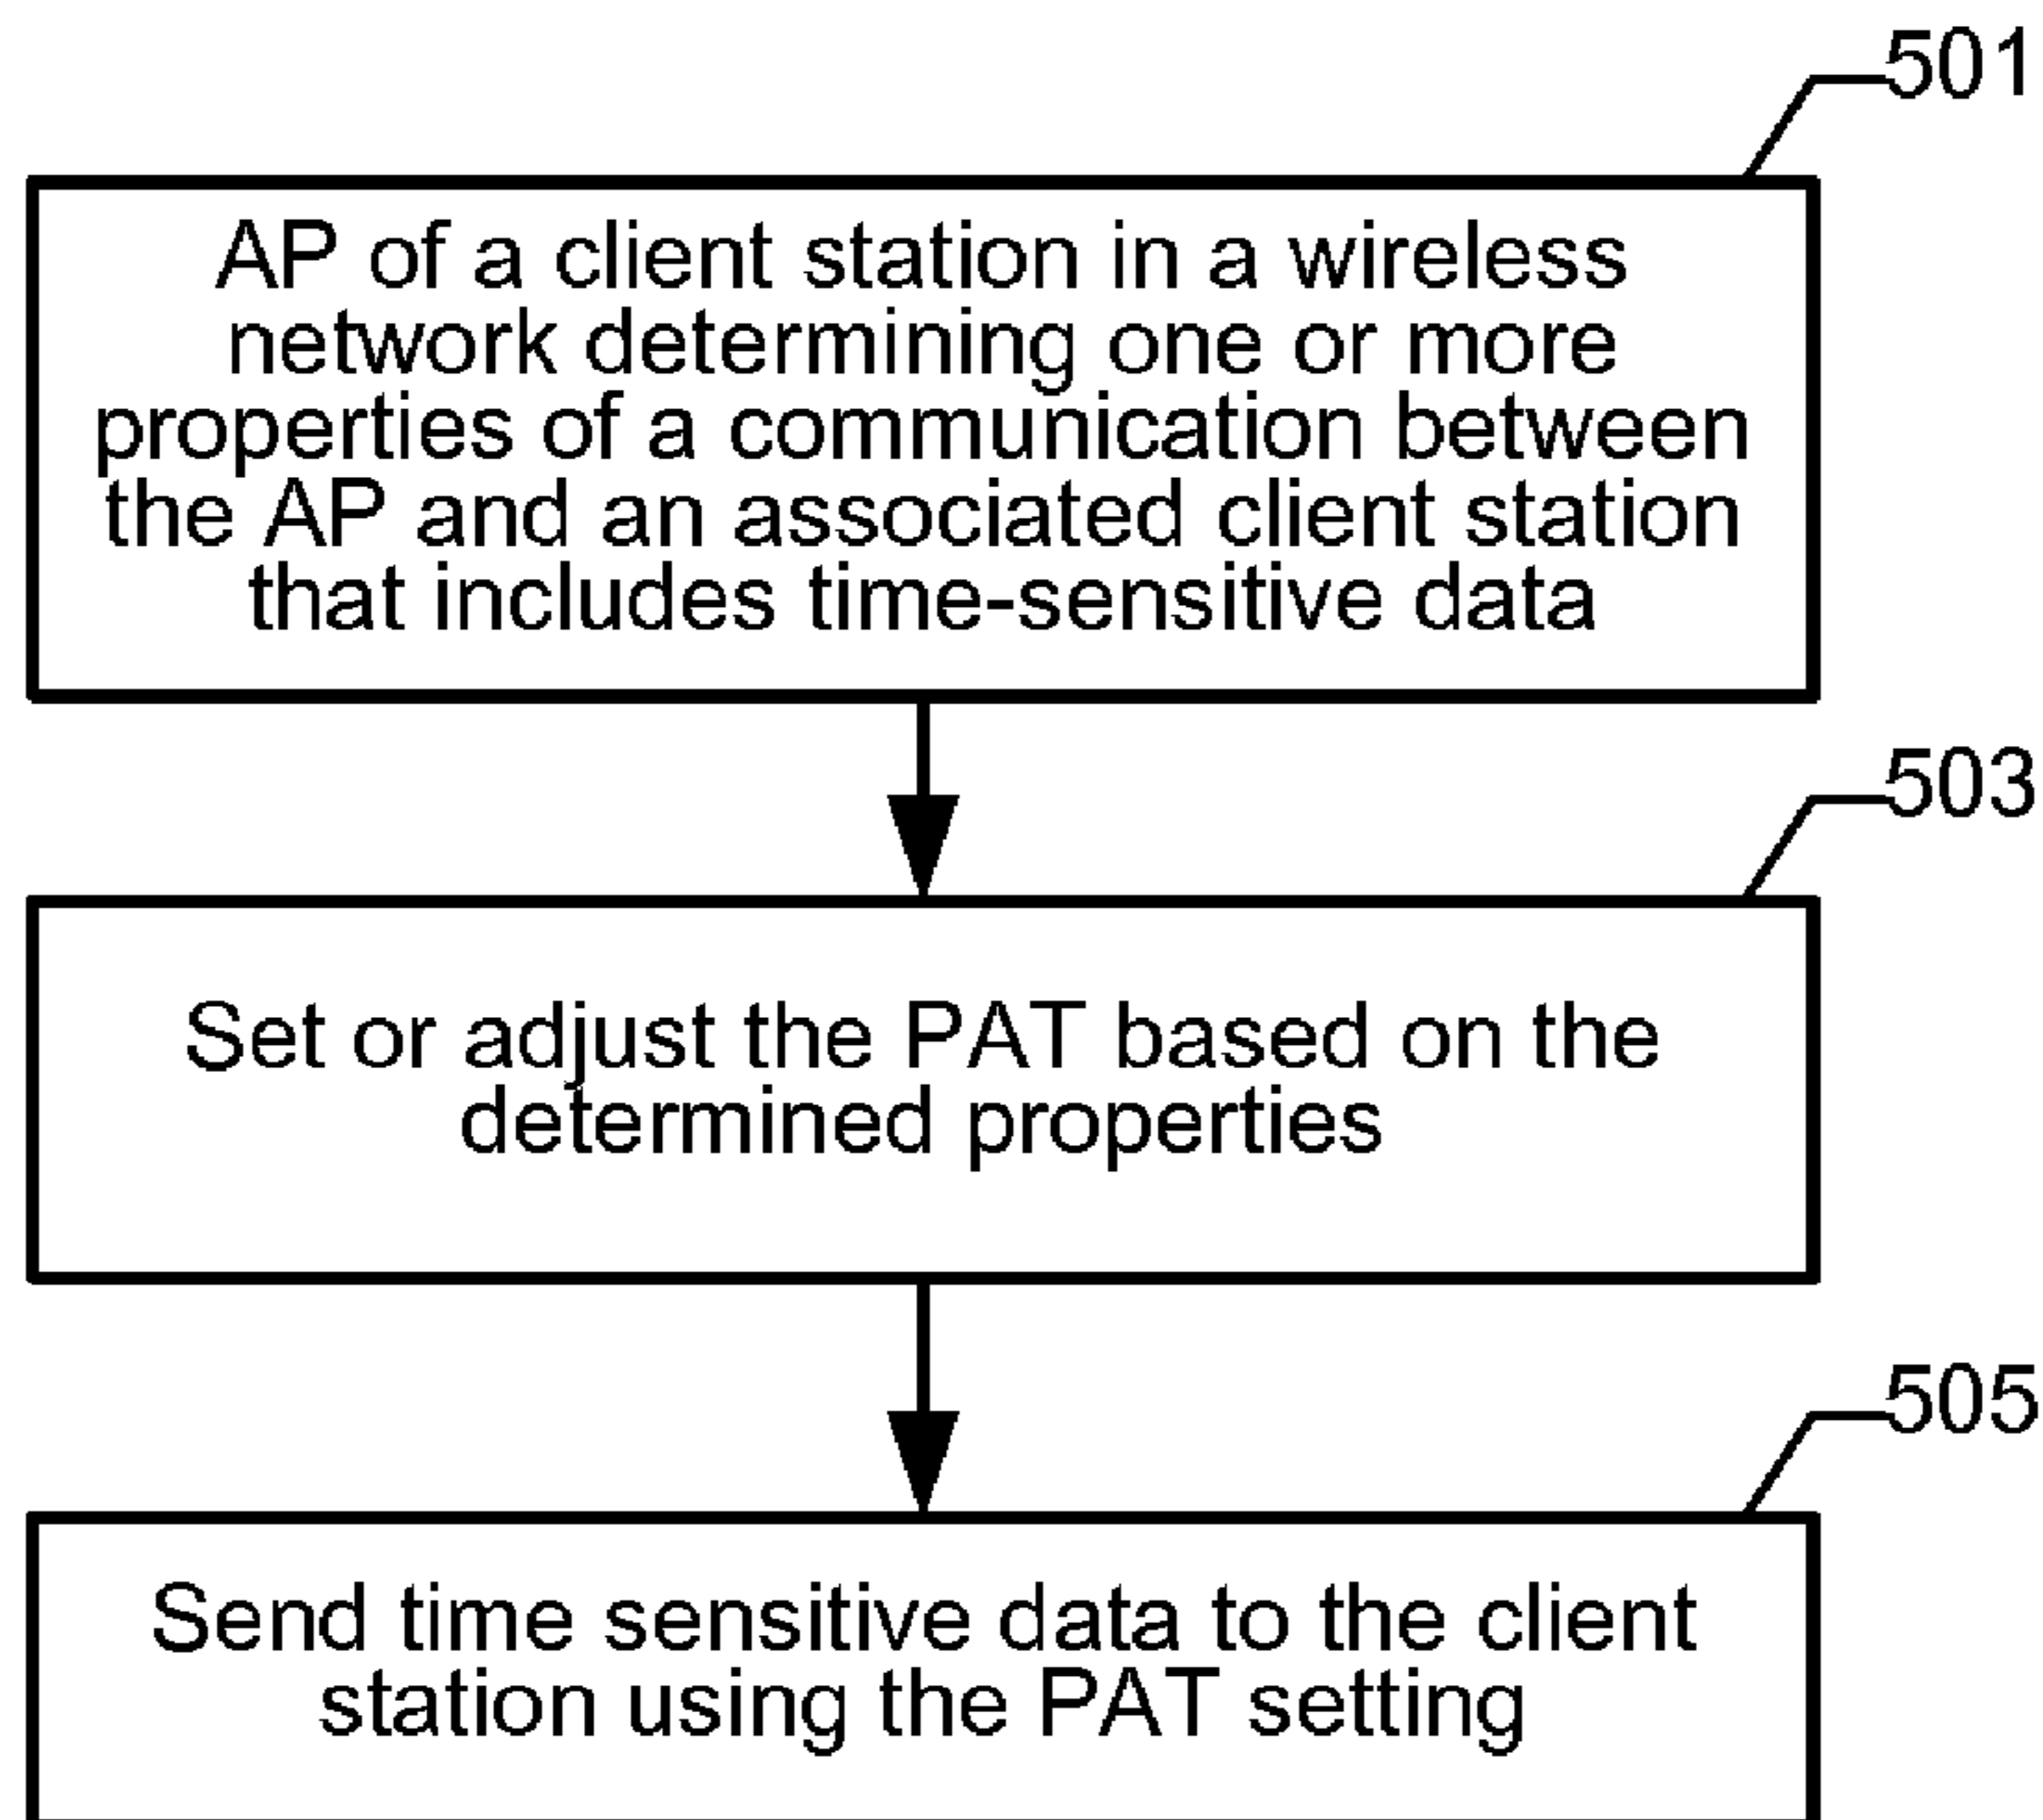 501
AP of a client station in a wireless
network determining one or more
properties of a communication between
the AP and an associated client station
that includes time-sensitive data
503
Set or adjust the PAT based on the
determined properties
505
Send time sensitive data to the client
station using the PAT setting